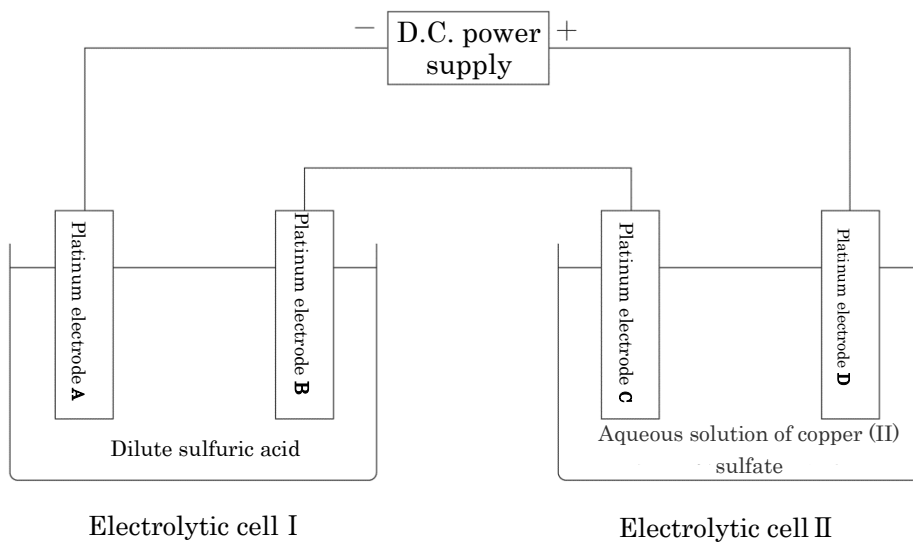 − D.C. power +
supply
Platinum electrode A
Platinum electrode B
Platinum electrode C
Platinum electrode D
Dilute sulfuric acid
Aqueous solution of copper (II)
sulfate
Electrolytic cell Ⅰ
Electrolytic cell Ⅱ